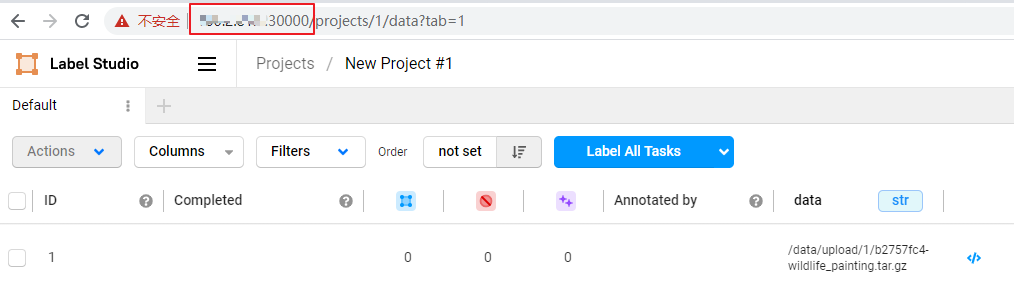 不安全
:30000/projects/1/data?tab=1
Label Studio
Projects / New Project #1
Default
Actions Columns Filters Order not set Label All Tasks
ID Completed Annotated by data str
1 0 0 0 /data/upload/1/b2757fc4-
wildlife_painting.tar.gz